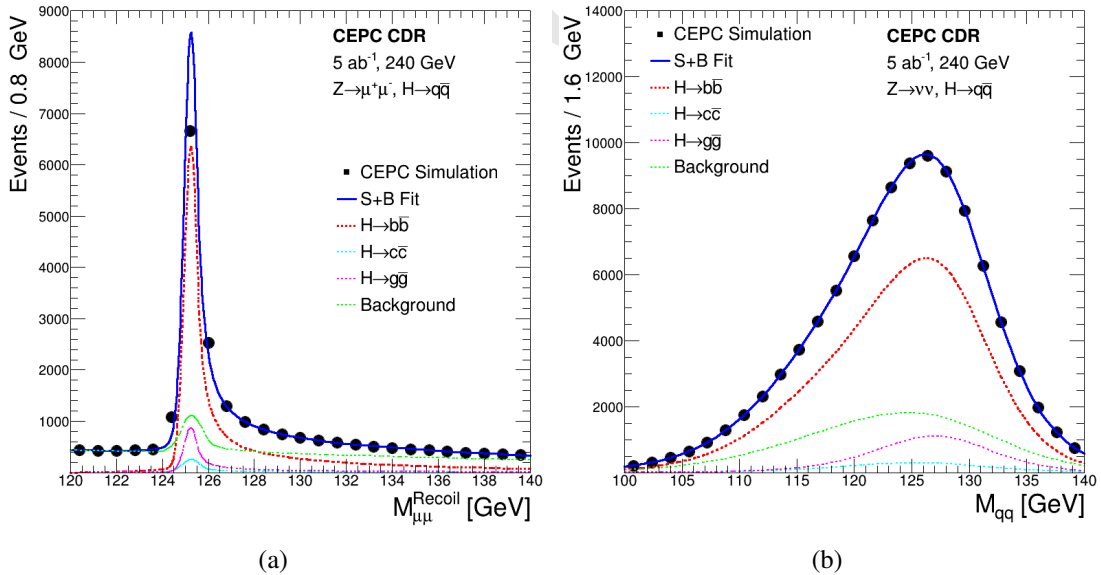 9000
8000
7000
6000
5000
4000
3000
2000
1000
Events / 0.8 GeV
CEPC CDR
5 ab⁻¹, 240 GeV
Z→μ⁺μ⁻, H→qq̅
CEPC Simulation
S+B Fit
H→bb̅
H→cc̅
H→gg̅
Background
120 122 124 126 128 130 132 134 136 138 140
M_μμ^Recoil [GeV]
(a)
14000
12000
10000
8000
6000
4000
2000
Events / 1.6 GeV
CEPC Simulation
S+B Fit
H→bb̅
H→cc̅
H→gg̅
Background
CEPC CDR
5 ab⁻¹, 240 GeV
Z→νν, H→qq̅
100 105 110 115 120 125 130 135 140
M_qq [GeV]
(b)